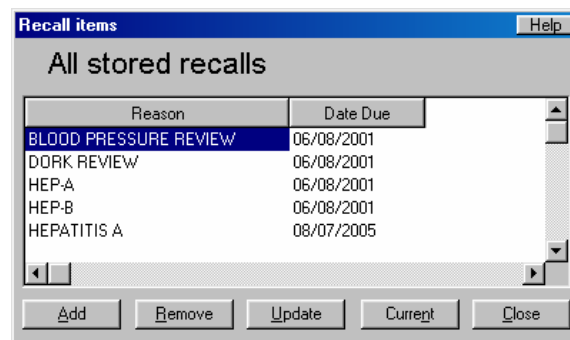 Recall items Help
All stored recalls
Reason Date Due
BLOOD PRESSURE REVIEW 06/08/2001
DORK REVIEW 06/08/2001
HEP-A 06/08/2001
HEP-B 06/08/2001
HEPATITIS A 08/07/2005
Add Remove Update Current Close